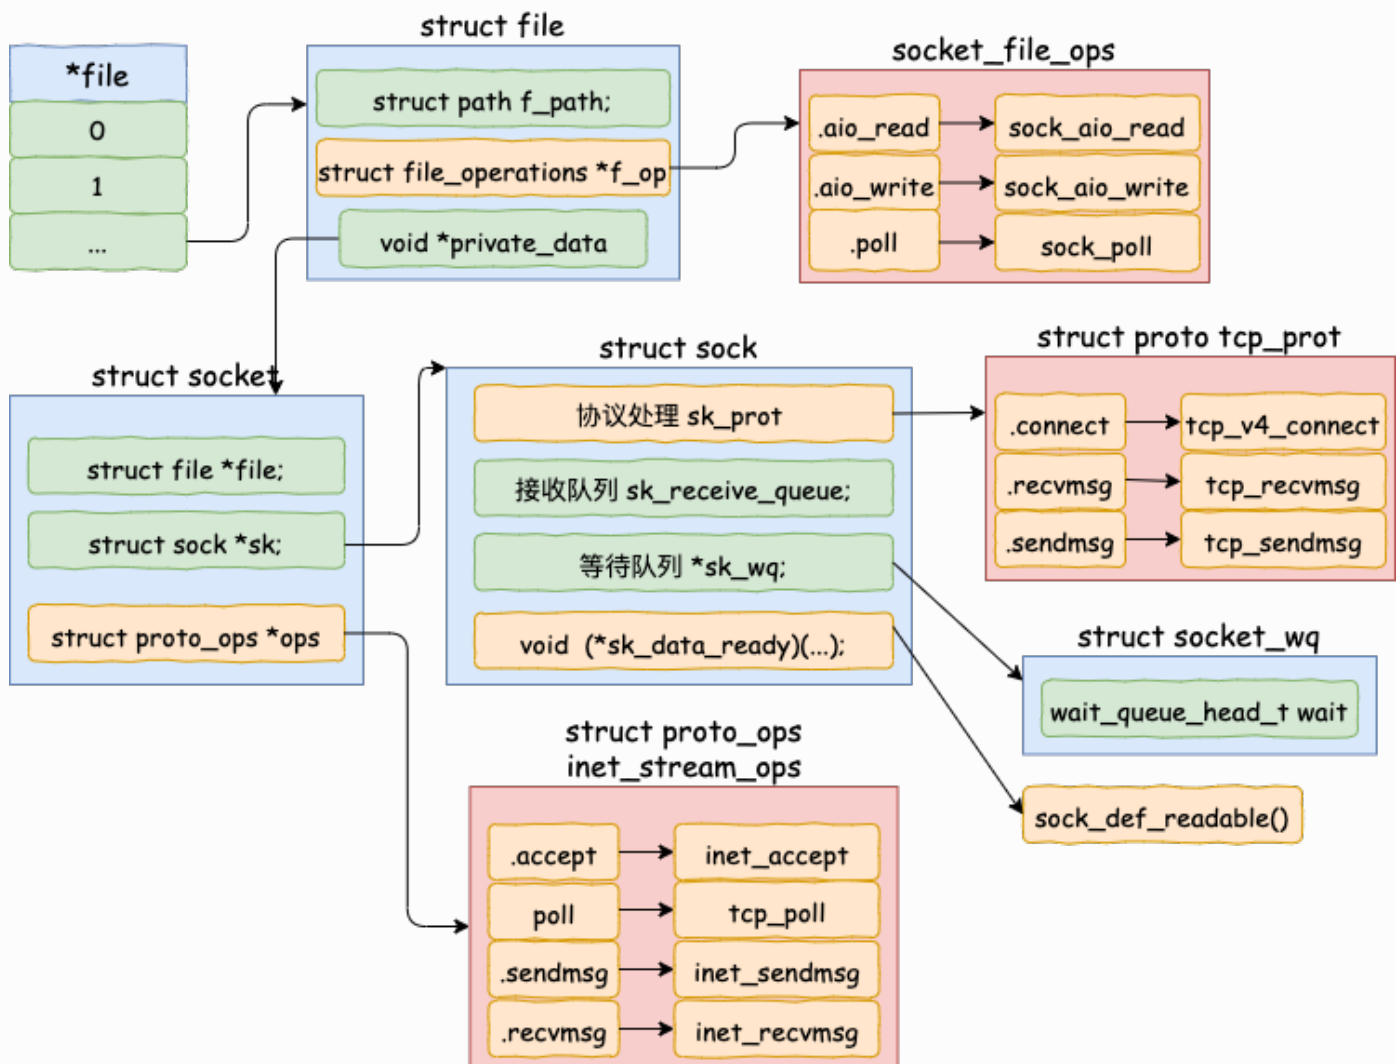 struct file
*file
0
1
...
struct path f_path;
struct file_operations *f_op
void *private_data
socket_file_ops
.aio_read
sock_aio_read
.aio_write
sock_aio_write
.poll
sock_poll
struct socket
struct file *file;
struct sock *sk;
struct proto_ops *ops
struct sock
协议处理 sk_prot
接收队列 sk_receive_queue;
等待队列 *sk_wq;
void (*sk_data_ready)(...);
struct proto tcp_prot
.connect
tcp_v4_connect
.recvmsg
tcp_recvmsg
.sendmsg
tcp_sendmsg
struct socket_wq
wait_queue_head_t wait
sock_def_readable()
struct proto_ops
inet_stream_ops
.accept
inet_accept
poll
tcp_poll
.sendmsg
inet_sendmsg
.recvmsg
inet_recvmsg